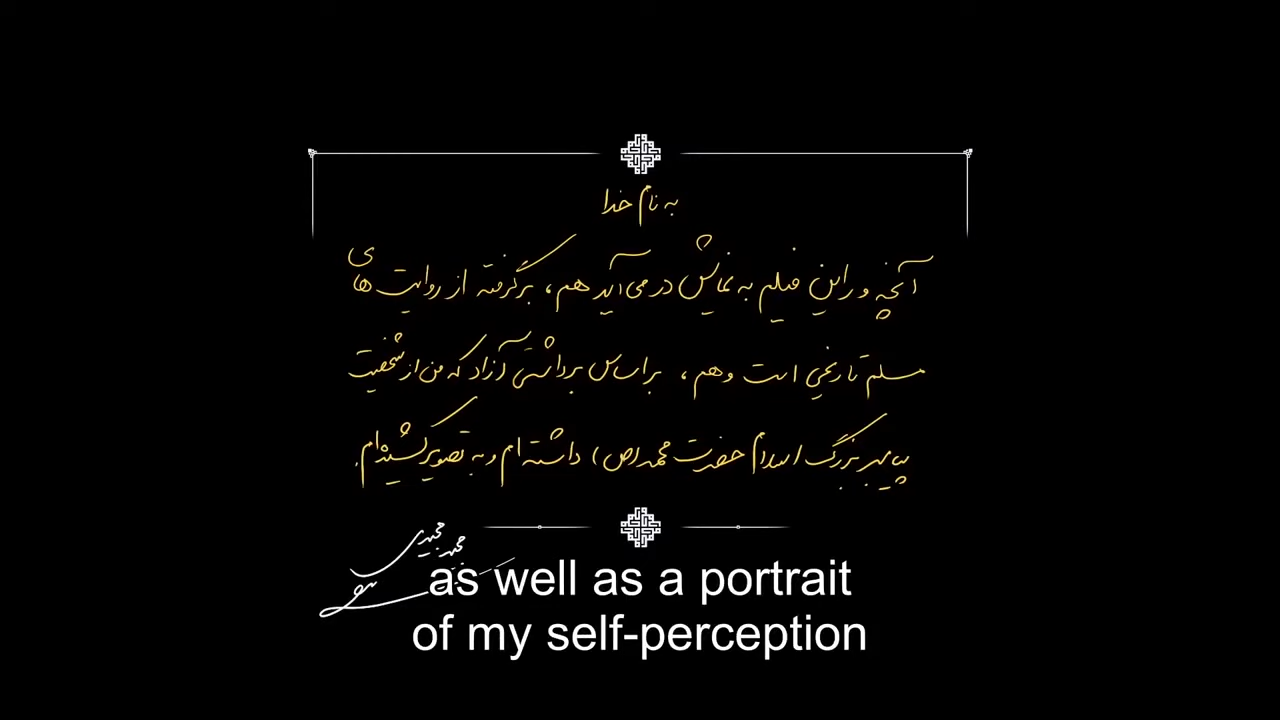 به نام خدا
آنچه در این فیلم به نمایش در می آید هم، برگرفته از روایت های
مسلم تاریخی است وهم، براساس برداشتی آزاد که من از شخصیت
پیامبر بزرگ اسلام حضرت محمد (ص) داشته ام و به تصویر کشیده ام.
مجید مجیدی
as well as a portrait
of my self-perception